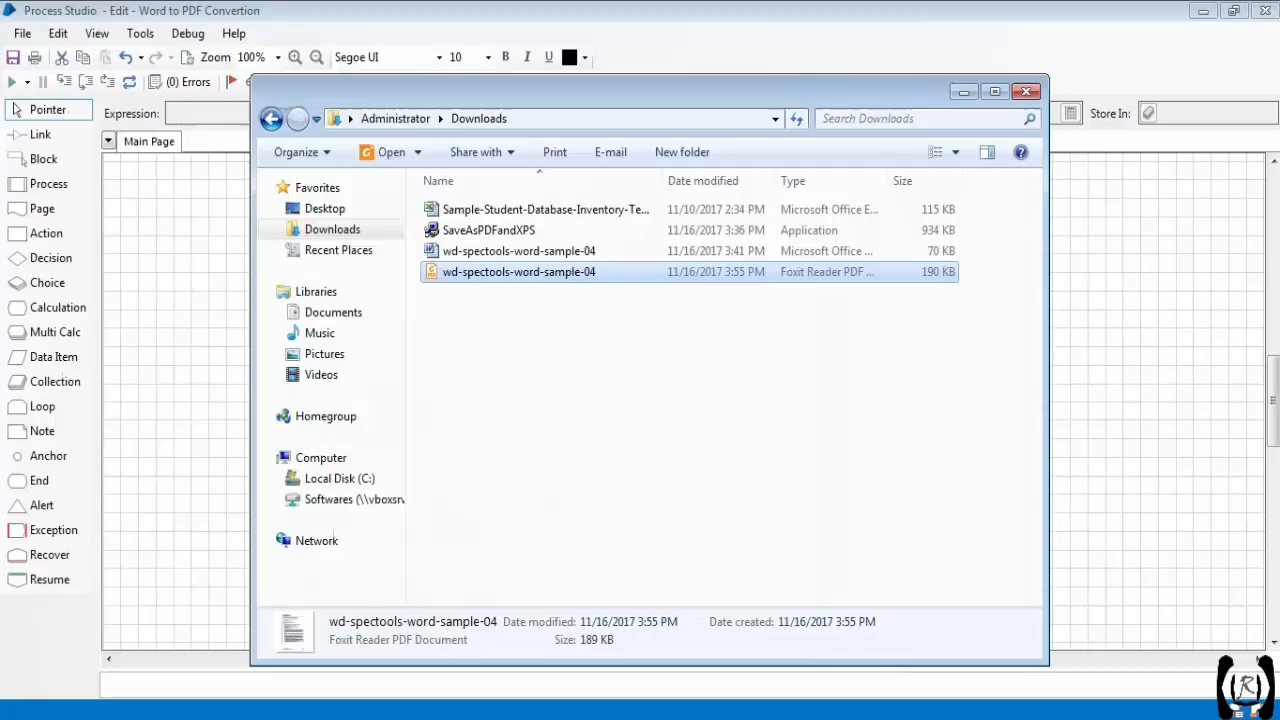 Process Studio - Edit - Word to PDF Convertion
File Edit View Tools Debug Help
Zoom 100% Segoe UI 10 B I U
(0) Errors
Pointer
Link
Block
Process
Page
Action
Decision
Choice
Calculation
Multi Calc
Data Item
Collection
Loop
Note
Anchor
End
Alert
Exception
Recover
Resume
Expression:
Store In:
Main Page
Administrator Downloads
Search Downloads
Organize Open Share with Print E-mail New folder
Favorites
Desktop
Downloads
Recent Places
Libraries
Documents
Music
Pictures
Videos
Homegroup
Computer
Local Disk (C:)
Softwares (\\vboxsrv
Network
Name Date modified Type Size
Sample-Student-Database-Inventory-Te... 11/10/2017 2:34 PM Microsoft Office E... 115 KB
SaveAsPDFandXPS 11/16/2017 3:36 PM Application 934 KB
wd-spectools-word-sample-04 11/16/2017 3:41 PM Microsoft Office ... 70 KB
wd-spectools-word-sample-04 11/16/2017 3:55 PM Foxit Reader PDF ... 190 KB
wd-spectools-word-sample-04 Date modified: 11/16/2017 3:55 PM Date created: 11/16/2017 3:55 PM
Foxit Reader PDF Document Size: 189 KB
R